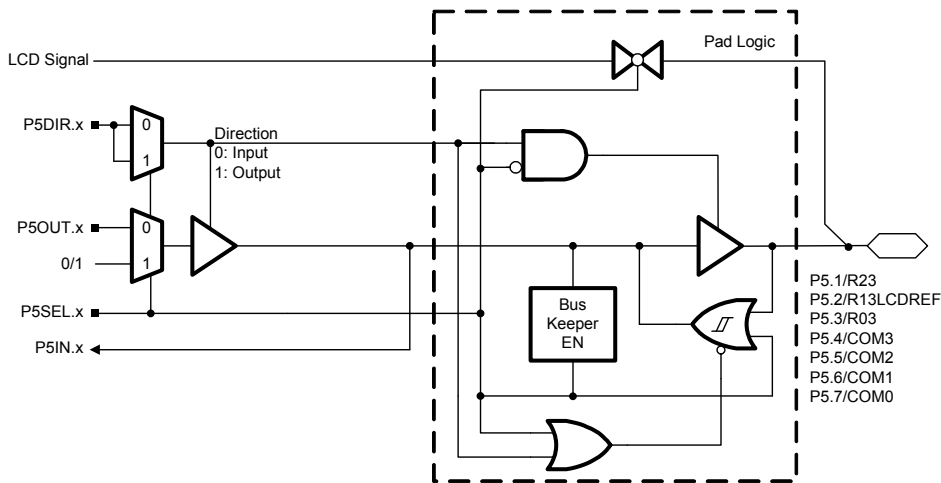 Pad Logic
LCD Signal
P5DIR.x
0
1
Direction
0: Input
1: Output
P5OUT.x
0
0/1
1
P5SEL.x
P5IN.x
Bus
Keeper
EN
P5.1/R23
P5.2/R13LCDREF
P5.3/R03
P5.4/COM3
P5.5/COM2
P5.6/COM1
P5.7/COM0